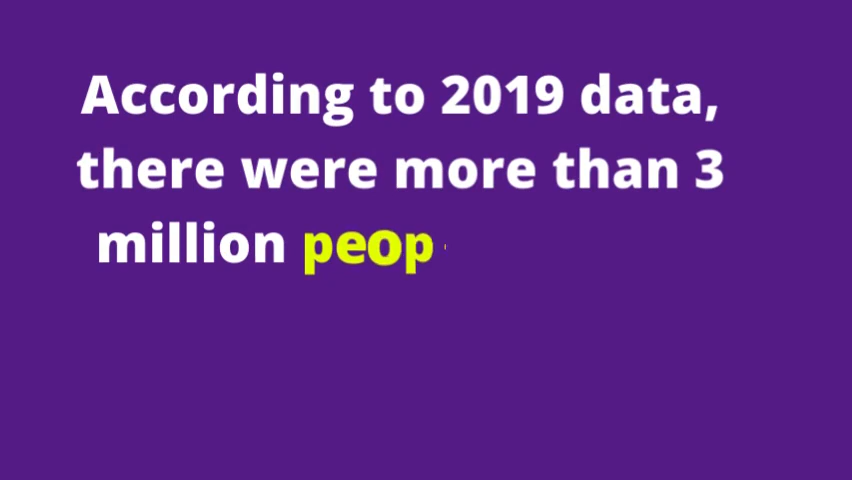 According to 2019 data,
there were more than 3
million peop